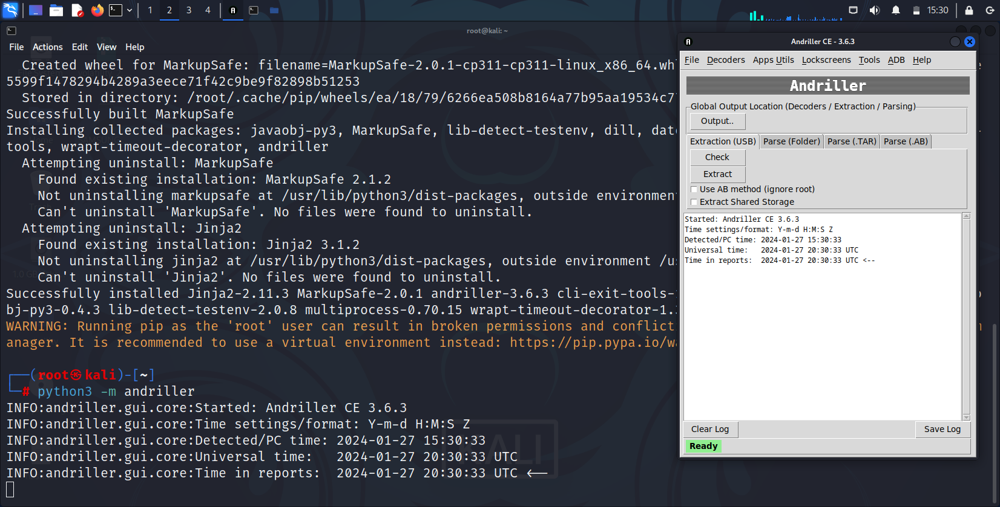 1 2 3 4 15:30
root@kali: ~
File Actions Edit View Help
Created wheel for MarkupSafe: filename=MarkupSafe-2.0.1-cp311-cp311-linux_x86_64.wh
5599f1478294b4289a3eece71f42c9be9f82898b51253
Stored in directory: /root/.cache/pip/wheels/ea/18/79/6266ea508b8164a77b95aa19534c7
Successfully built MarkupSafe
Installing collected packages: javaobj-py3, MarkupSafe, lib-detect-testenv, dill, dat
tools, wrapt-timeout-decorator, andriller
Attempting uninstall: MarkupSafe
Found existing installation: MarkupSafe 2.1.2
Not uninstalling markupsafe at /usr/lib/python3/dist-packages, outside environment
Can't uninstall 'MarkupSafe'. No files were found to uninstall.
Attempting uninstall: Jinja2
Found existing installation: Jinja2 3.1.2
Not uninstalling jinja2 at /usr/lib/python3/dist-packages, outside environment /us
Can't uninstall 'Jinja2'. No files were found to uninstall.
Successfully installed Jinja2-2.11.3 MarkupSafe-2.0.1 andriller-3.6.3 cli-exit-tools-
bj-py3-0.4.3 lib-detect-testenv-2.0.8 multiprocess-0.70.15 wrapt-timeout-decorator-1.3
WARNING: Running pip as the 'root' user can result in broken permissions and conflict
anager. It is recommended to use a virtual environment instead: https://pip.pypa.io/wa
┌──(root㉿kali)-[~]
└─# python3 -m andriller
INFO:andriller.gui.core:Started: Andriller CE 3.6.3
INFO:andriller.gui.core:Time settings/format: Y-m-d H:M:S Z
INFO:andriller.gui.core:Detected/PC time: 2024-01-27 15:30:33
INFO:andriller.gui.core:Universal time:   2024-01-27 20:30:33 UTC
INFO:andriller.gui.core:Time in reports:  2024-01-27 20:30:33 UTC <--
KALI
Andriller CE - 3.6.3
File Decoders Apps Utils Lockscreens Tools ADB Help
Andriller
Global Output Location (Decoders / Extraction / Parsing)
Output..
Extraction (USB) Parse (Folder) Parse (.TAR) Parse (.AB)
Check
Extract
Use AB method (ignore root)
Extract Shared Storage
Started: Andriller CE 3.6.3
Time settings/format: Y-m-d H:M:S Z
Detected/PC time: 2024-01-27 15:30:33
Universal time:   2024-01-27 20:30:33 UTC
Time in reports:  2024-01-27 20:30:33 UTC <--
Clear Log Save Log
Ready